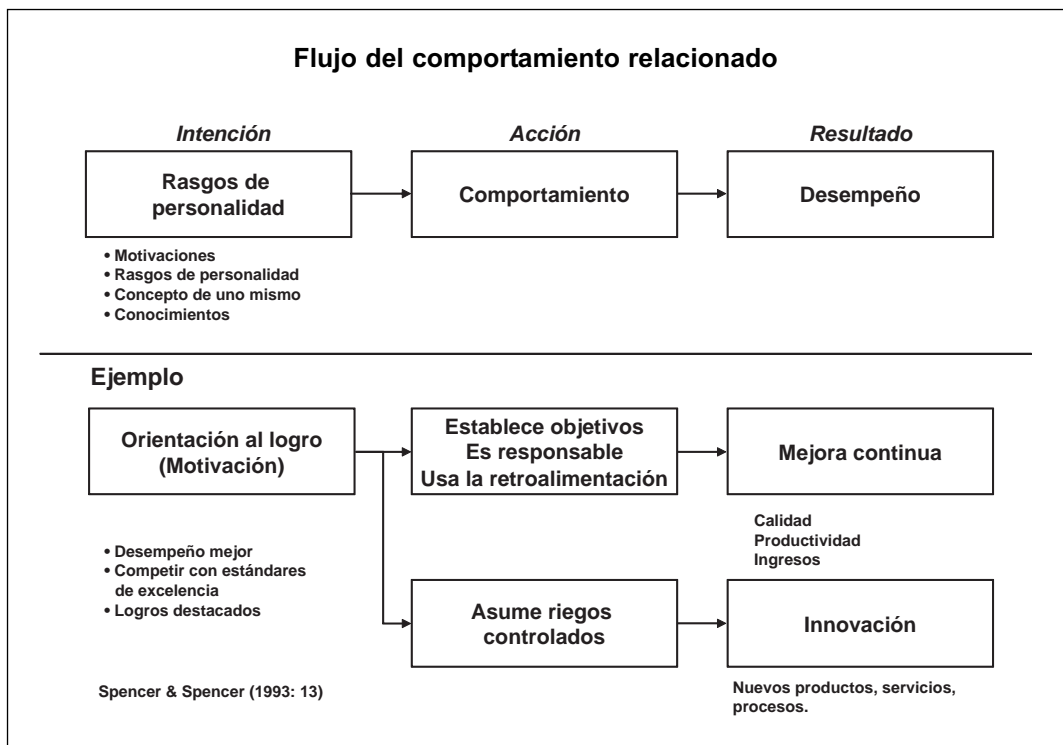 Flujo del comportamiento relacionado
Intención
Acción
Resultado
Rasgos de
personalidad
Comportamiento
Desempeño
• Motivaciones
• Rasgos de personalidad
• Concepto de uno mismo
• Conocimientos
Ejemplo
Orientación al logro
(Motivación)
Establece objetivos
Es responsable
Usa la retroalimentación
Mejora continua
• Desempeño mejor
• Competir con estándares
de excelencia
• Logros destacados
Calidad
Productividad
Ingresos
Asume riegos
controlados
Innovación
Nuevos productos, servicios,
procesos.
Spencer & Spencer (1993: 13)